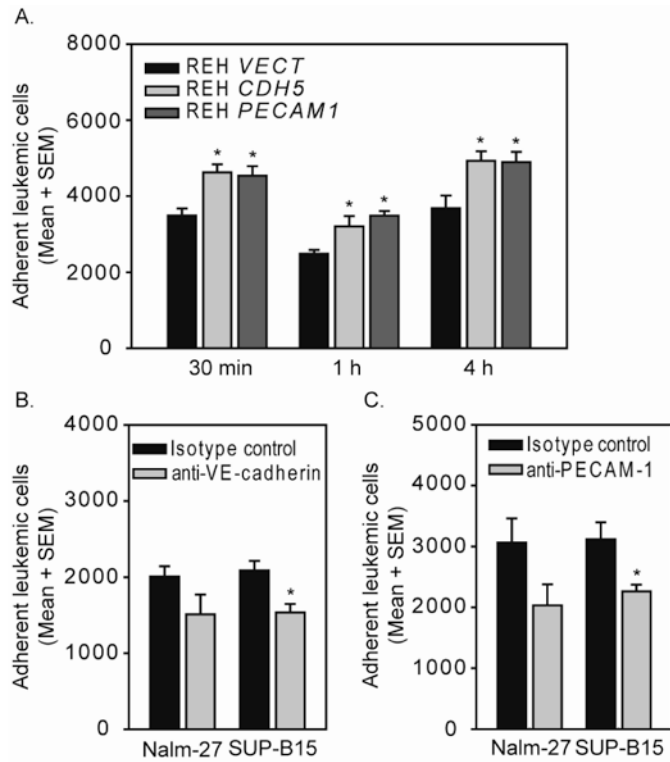 A.
Adherent leukemic cells
(Mean + SEM)
8000
6000
4000
2000
0
REH VECT
REH CDH5
REH PECAM1
* *
* *
* *
30 min 1 h 4 h
B.
Adherent leukemic cells
(Mean + SEM)
4000
3000
2000
1000
0
Isotype control
anti-VE-cadherin
*
Nalm-27 SUP-B15
C.
Adherent leukemic cells
(Mean + SEM)
5000
4000
3000
2000
1000
0
Isotype control
anti-PECAM-1
*
Nalm-27 SUP-B15